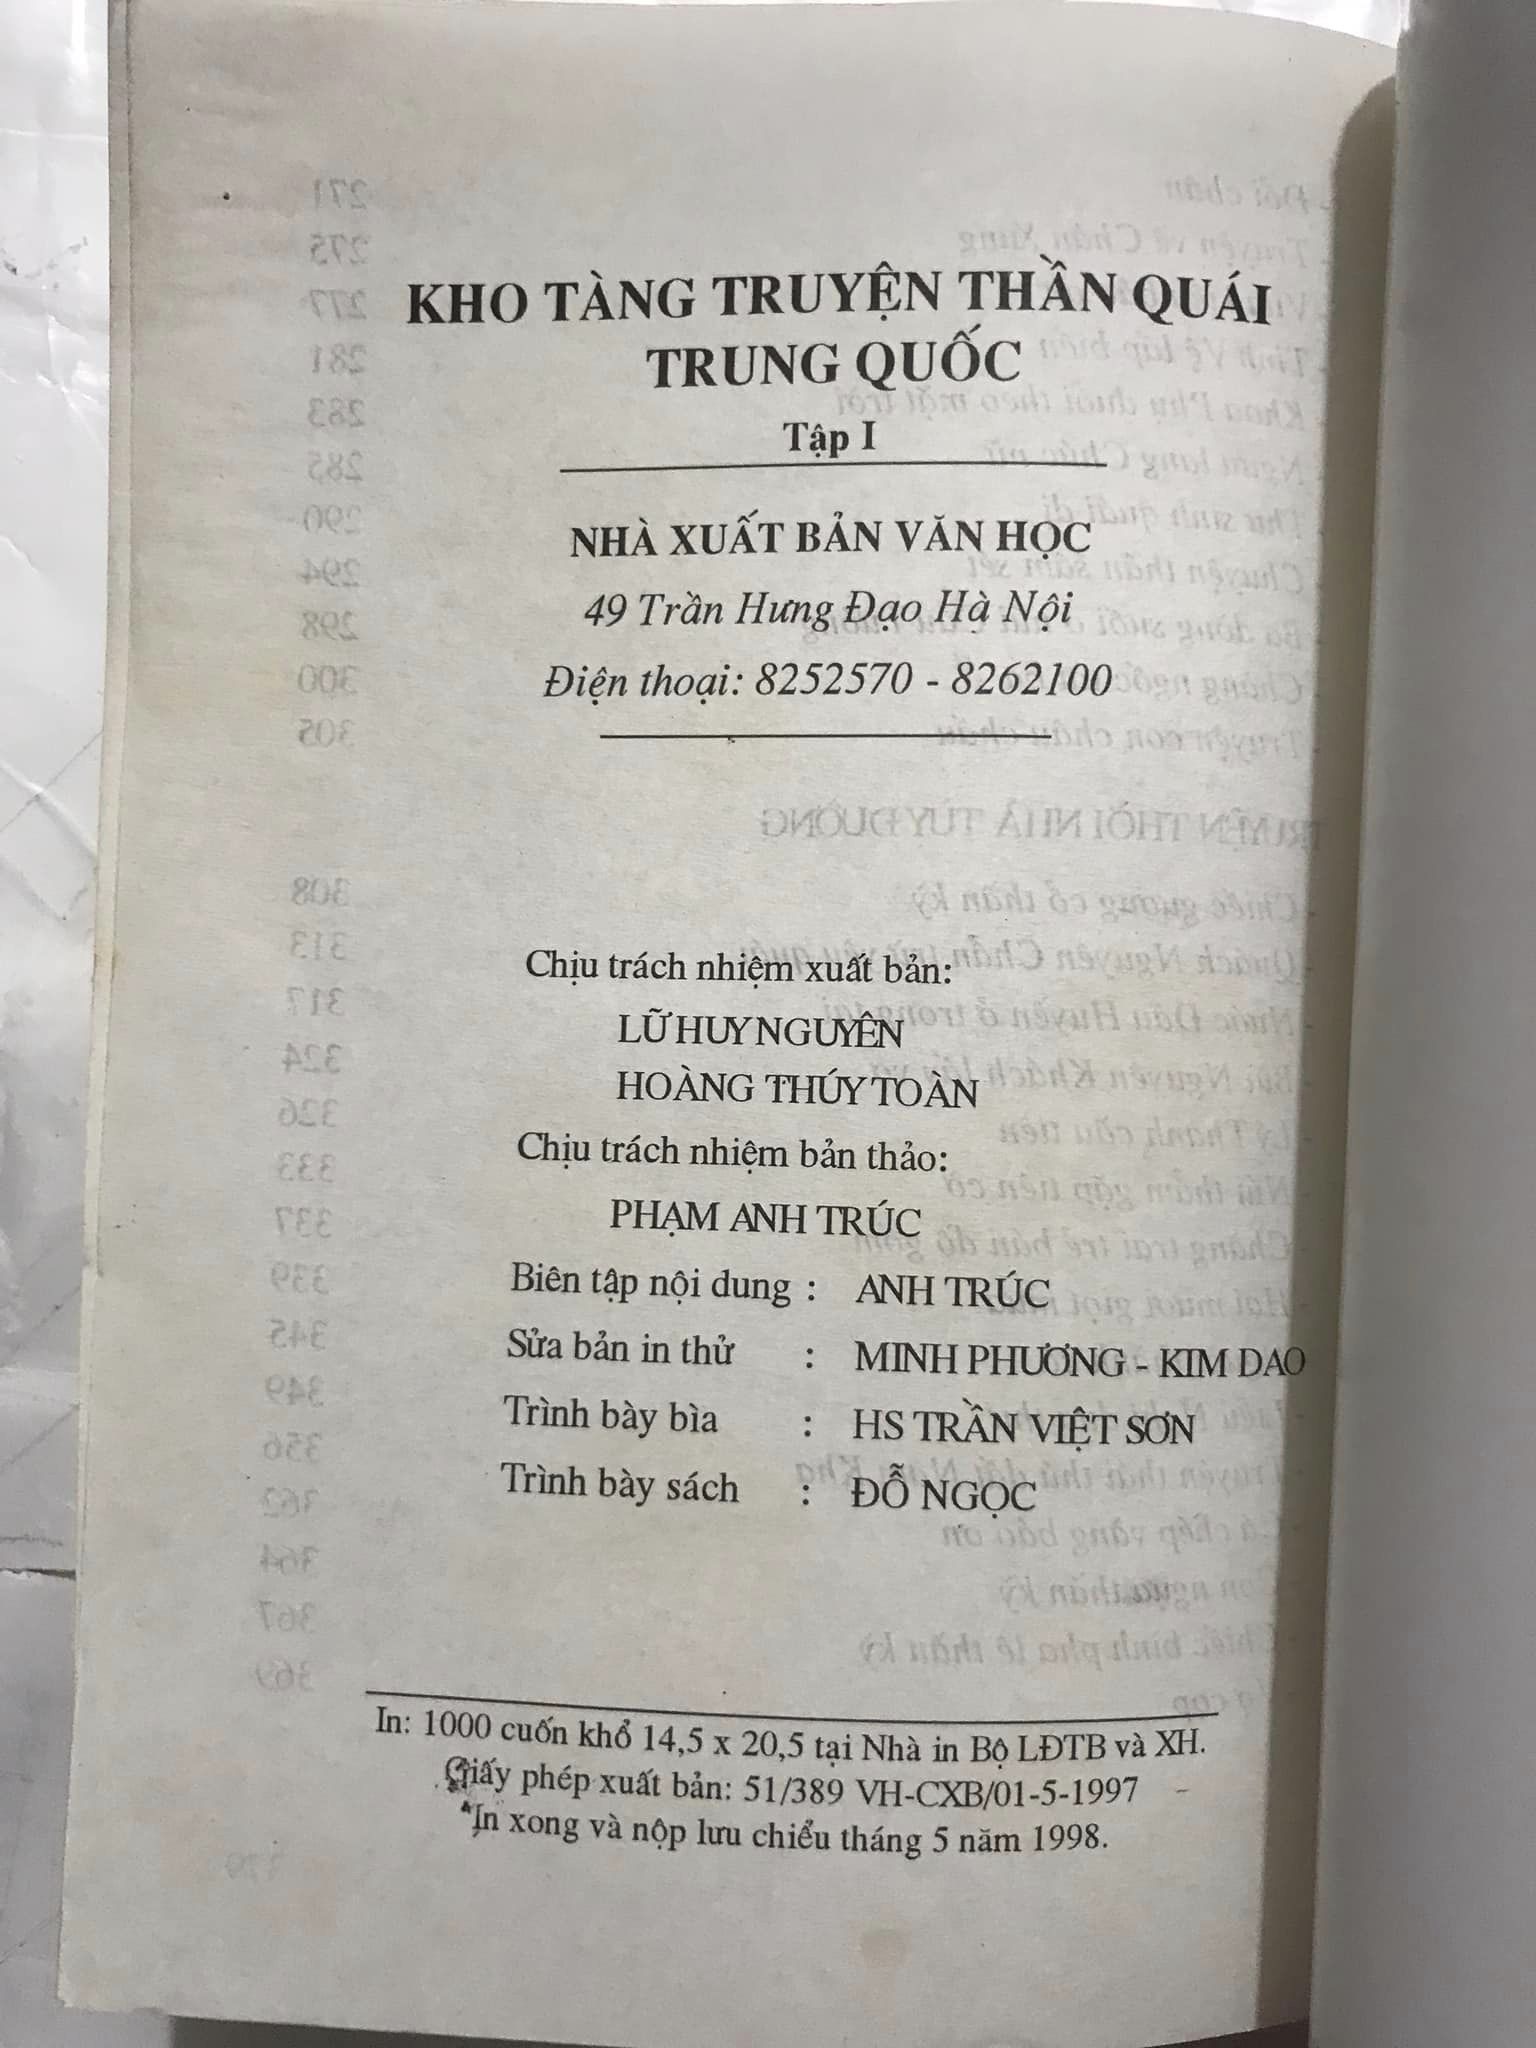 KHO TÀNG TRUYỆN THẦN QUÁI
TRUNG QUỐC
Tập I
NHÀ XUẤT BẢN VĂN HỌC
49 Trần Hưng Đạo Hà Nội
Điện thoại: 8252570 - 8262100
Chịu trách nhiệm xuất bản:
LỮ HUY NGUYÊN
HOÀNG THÚY TOÀN
Chịu trách nhiệm bản thảo:
PHẠM ANH TRÚC
Biên tập nội dung : ANH TRÚC
Sửa bản in thử : MINH PHƯƠNG - KIM DAO
Trình bày bìa : HS TRẦN VIỆT SƠN
Trình bày sách : ĐỖ NGỌC
In: 1000 cuốn khổ 14,5 x 20,5 tại Nhà in Bộ LĐTB và XH.
Giấy phép xuất bản: 51/389 VH-CXB/01-5-1997
In xong và nộp lưu chiểu tháng 5 năm 1998.